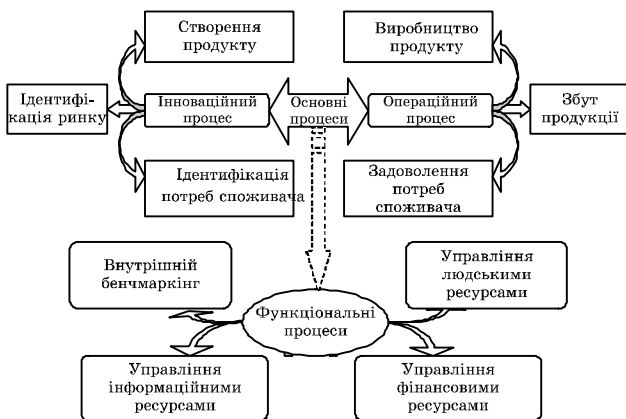 Створення
продукту
Виробництво
продукту
Ідентифі-
кація ринку
Інноваційний
процес
Основні
процеси
Операційний
процес
Збут
продукції
Ідентифікація
потреб споживача
Задоволення
потреб
споживача
Внутрішній
бенчмаркінг
Управління
людськими
ресурсами
Функціональні
процеси
Управління
інформаційними
ресурсами
Управління
фінансовими
ресурсами